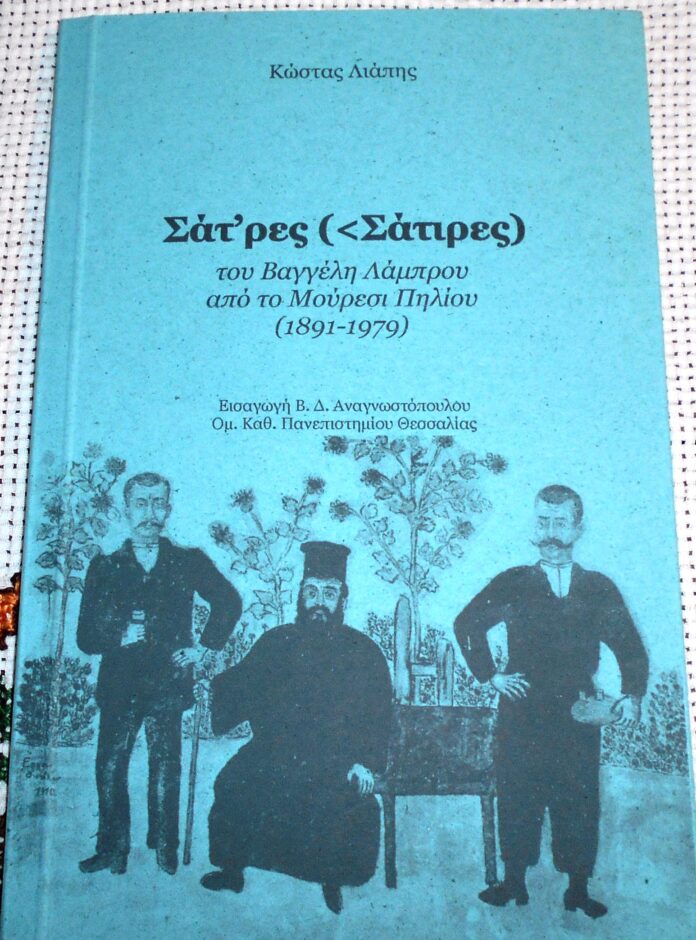 Κώστας Λιάπης
Σάτ’ρες (<Σάτιρες)
του Βαγγέλη Λάμπρου
από το Μούρεσι Πηλίου
(1891-1979)
Εισαγωγή Β. Δ. Αναγνωστόπουλου
Ομ. Καθ. Πανεπιστημίου Θεσσαλίας